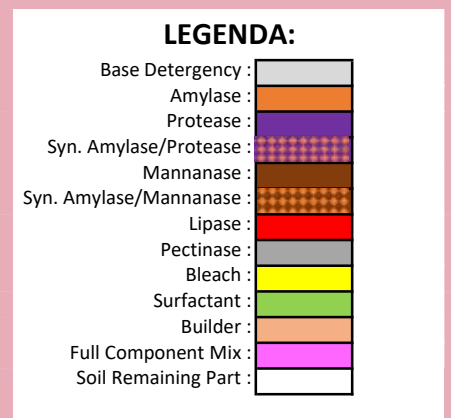 LEGENDA:
Base Detergency :
Amylase :
Protease :
Syn. Amylase/Protease :
Mannanase :
Syn. Amylase/Mannanase :
Lipase :
Pectinase :
Bleach :
Surfactant :
Builder :
Full Component Mix :
Soil Remaining Part :